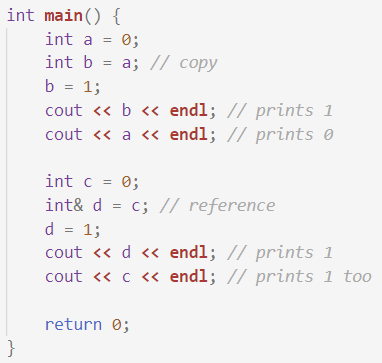 int main() {
    int a = 0;
    int b = a; // copy
    b = 1;
    cout << b << endl; // prints 1
    cout << a << endl; // prints 0

    int c = 0;
    int& d = c; // reference
    d = 1;
    cout << d << endl; // prints 1
    cout << c << endl; // prints 1 too

    return 0;
}